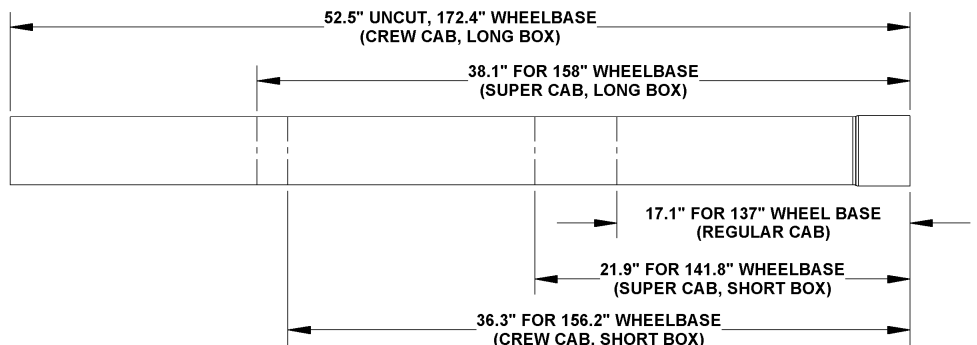 52.5" UNCUT, 172.4" WHEELBASE
(CREW CAB, LONG BOX)
38.1" FOR 158" WHEELBASE
(SUPER CAB, LONG BOX)
17.1" FOR 137" WHEEL BASE
(REGULAR CAB)
21.9" FOR 141.8" WHEELBASE
(SUPER CAB, SHORT BOX)
36.3" FOR 156.2" WHEELBASE
(CREW CAB, SHORT BOX)